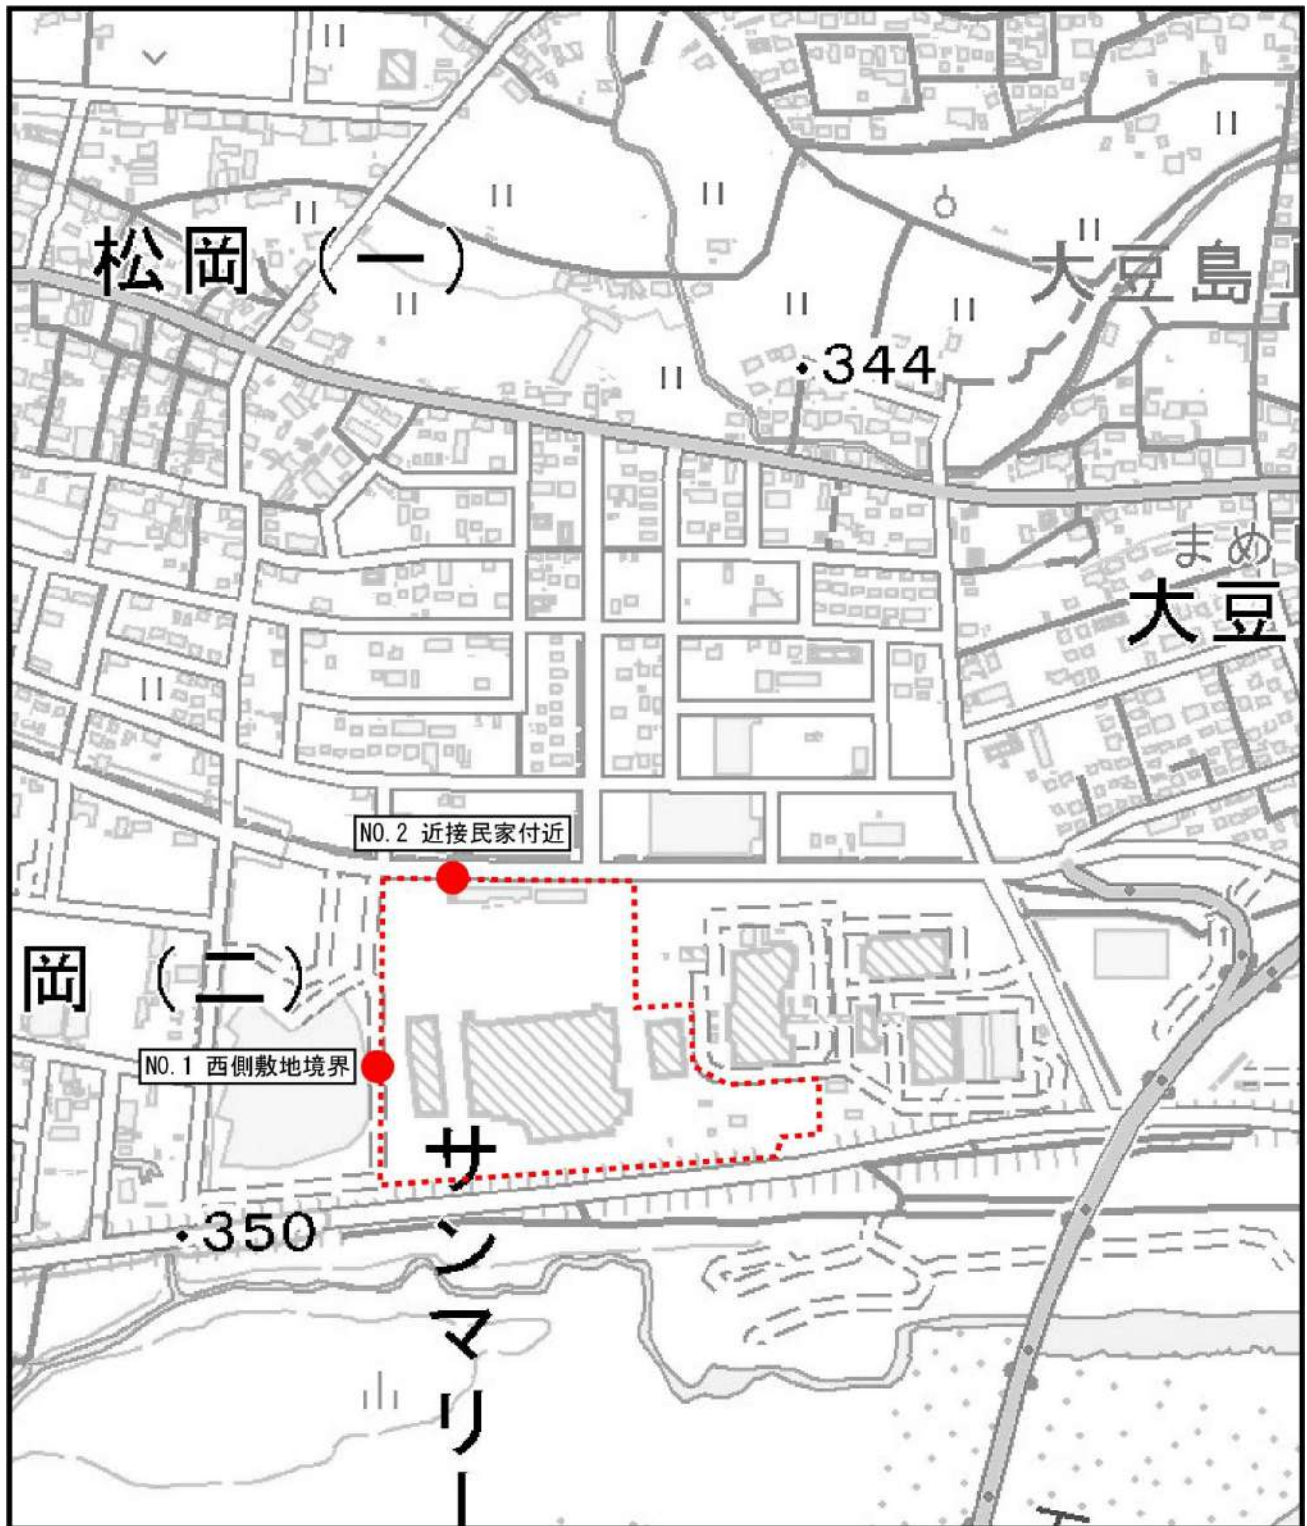 松岡（一）
大豆島
・344
まめ
大豆
NO.2 近接民家付近
岡（二）
NO.1 西側敷地境界
・350
サンマリー